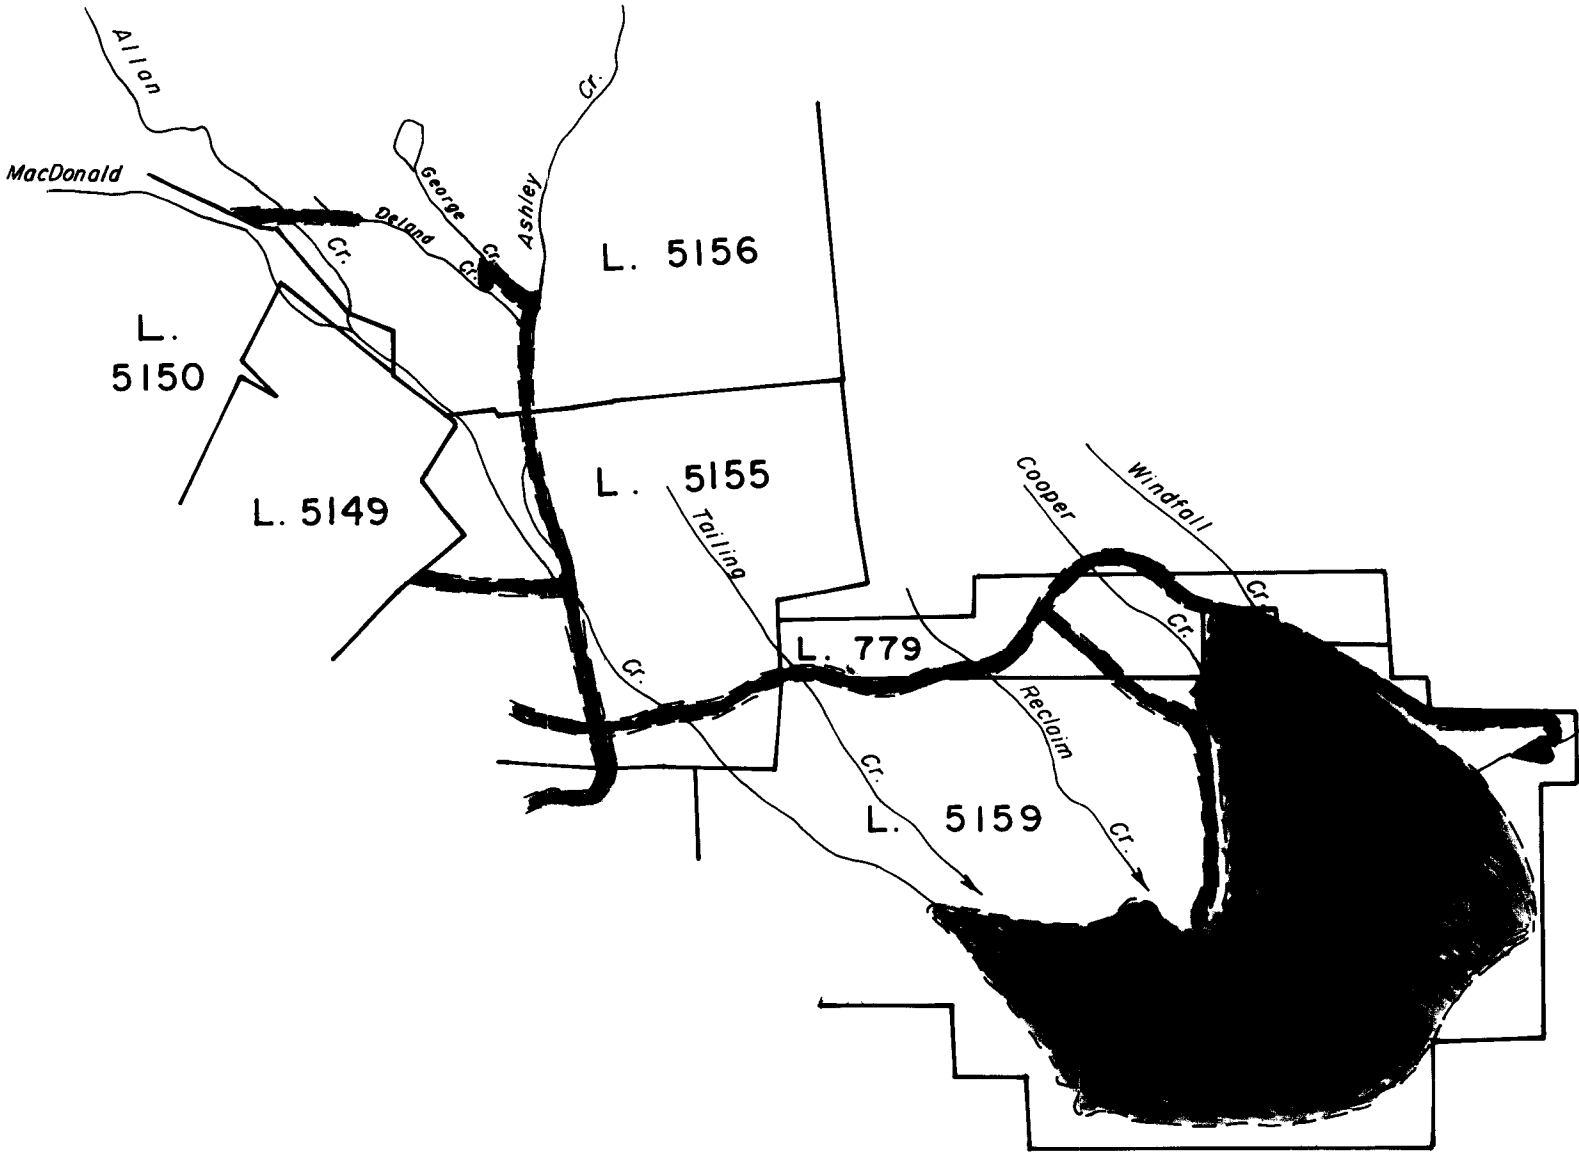 Allan
Cr.
MacDonald
George
Cr.
Deland
Cr.
Ashley
Cr.
L. 5156
L.
5150
L. 5155
L. 5149
Tailing
Cr.
Cooper
Cr.
Windfall
Cr.
L. 779
Cr.
Reclaim
Cr.
L. 5159